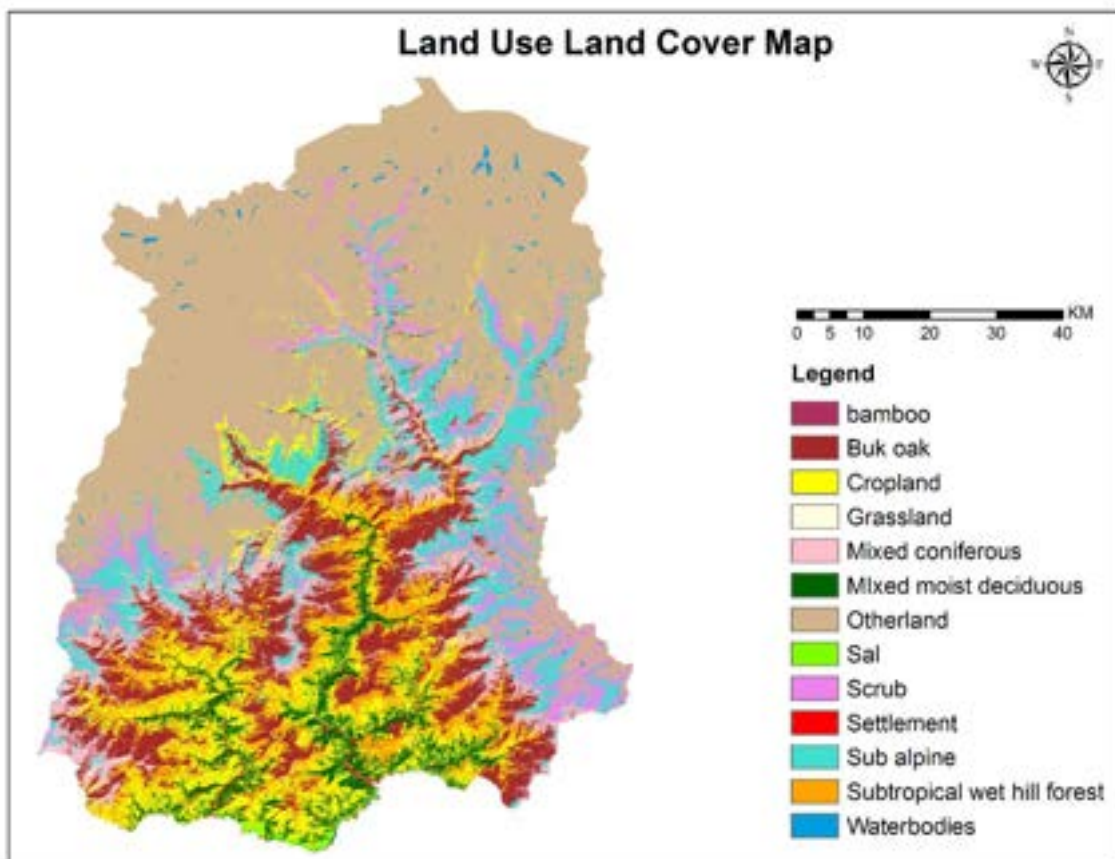 Land Use Land Cover Map
N
W E
S
KM
0 5 10 20 30 40
Legend
bamboo
Buk oak
Cropland
Grassland
Mixed coniferous
MIxed moist deciduous
Otherland
Sal
Scrub
Settlement
Sub alpine
Subtropical wet hill forest
Waterbodies